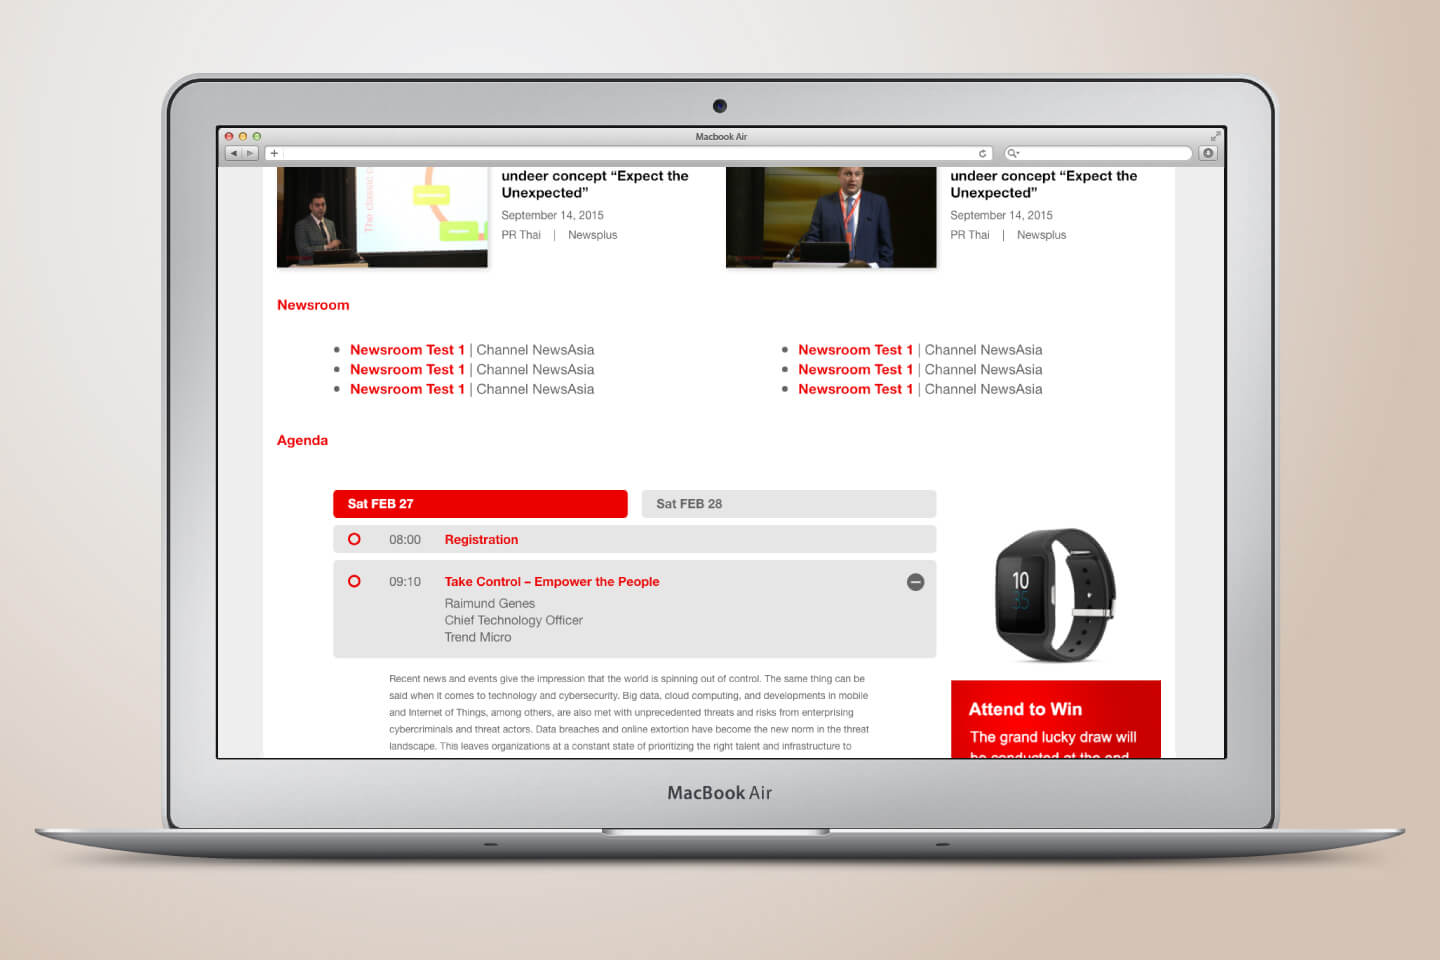 Macbook Air
The classic c
undeer concept “Expect the
Unexpected”
September 14, 2015
PR Thai | Newsplus
undeer concept “Expect the
Unexpected”
September 14, 2015
PR Thai | Newsplus
Newsroom
• Newsroom Test 1 | Channel NewsAsia
• Newsroom Test 1 | Channel NewsAsia
• Newsroom Test 1 | Channel NewsAsia
• Newsroom Test 1 | Channel NewsAsia
• Newsroom Test 1 | Channel NewsAsia
• Newsroom Test 1 | Channel NewsAsia
Agenda
Sat FEB 27
Sat FEB 28
08:00 Registration
09:10 Take Control – Empower the People
Raimund Genes
Chief Technology Officer
Trend Micro
Recent news and events give the impression that the world is spinning out of control. The same thing can be
said when it comes to technology and cybersecurity. Big data, cloud computing, and developments in mobile
and Internet of Things, among others, are also met with unprecedented threats and risks from enterprising
cybercriminals and threat actors. Data breaches and online extortion have become the new norm in the threat
landscape. This leaves organizations at a constant state of prioritizing the right talent and infrastructure to
10
35
Attend to Win
The grand lucky draw will
be conducted at the end
MacBook Air